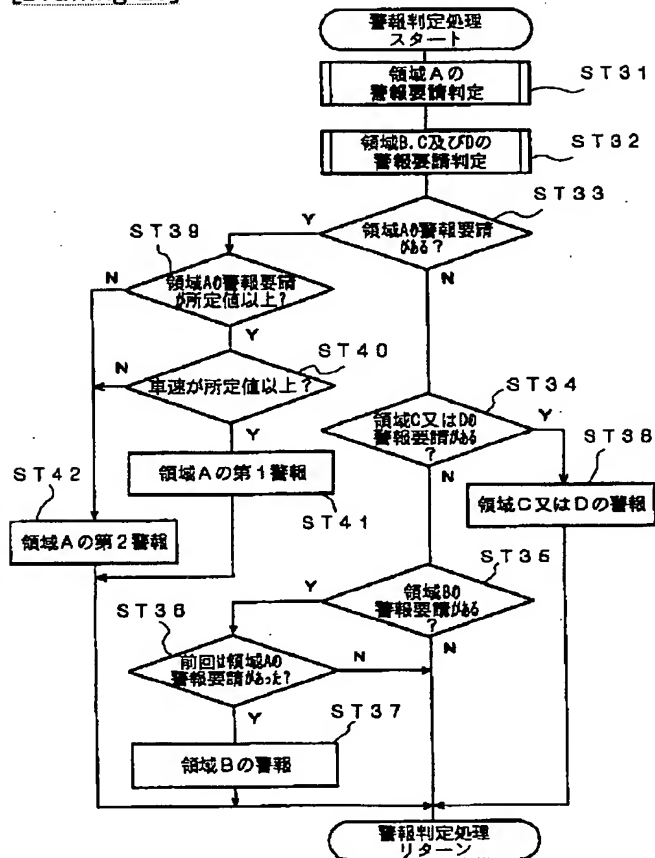 警報判定処理
スタート
領域Aの
警報要請判定
ST31
領域B.C及びDの
警報要請判定
ST32
ST33
領域Aの警報要請
がある?
Y
N
ST39
領域Aの警報要請
が所定値以上?
N
Y
ST40
車速が所定値以上?
N
Y
ST34
領域C又はDの
警報要請がある
?
Y
N
ST38
領域C又はDの警報
領域Aの第1警報
ST41
ST42
領域Aの第2警報
ST35
領域Bの
警報要請がある
?
Y
N
ST36
前回は領域Aの
警報要請があった?
N
Y
ST37
領域Bの警報
警報判定処理
リターン